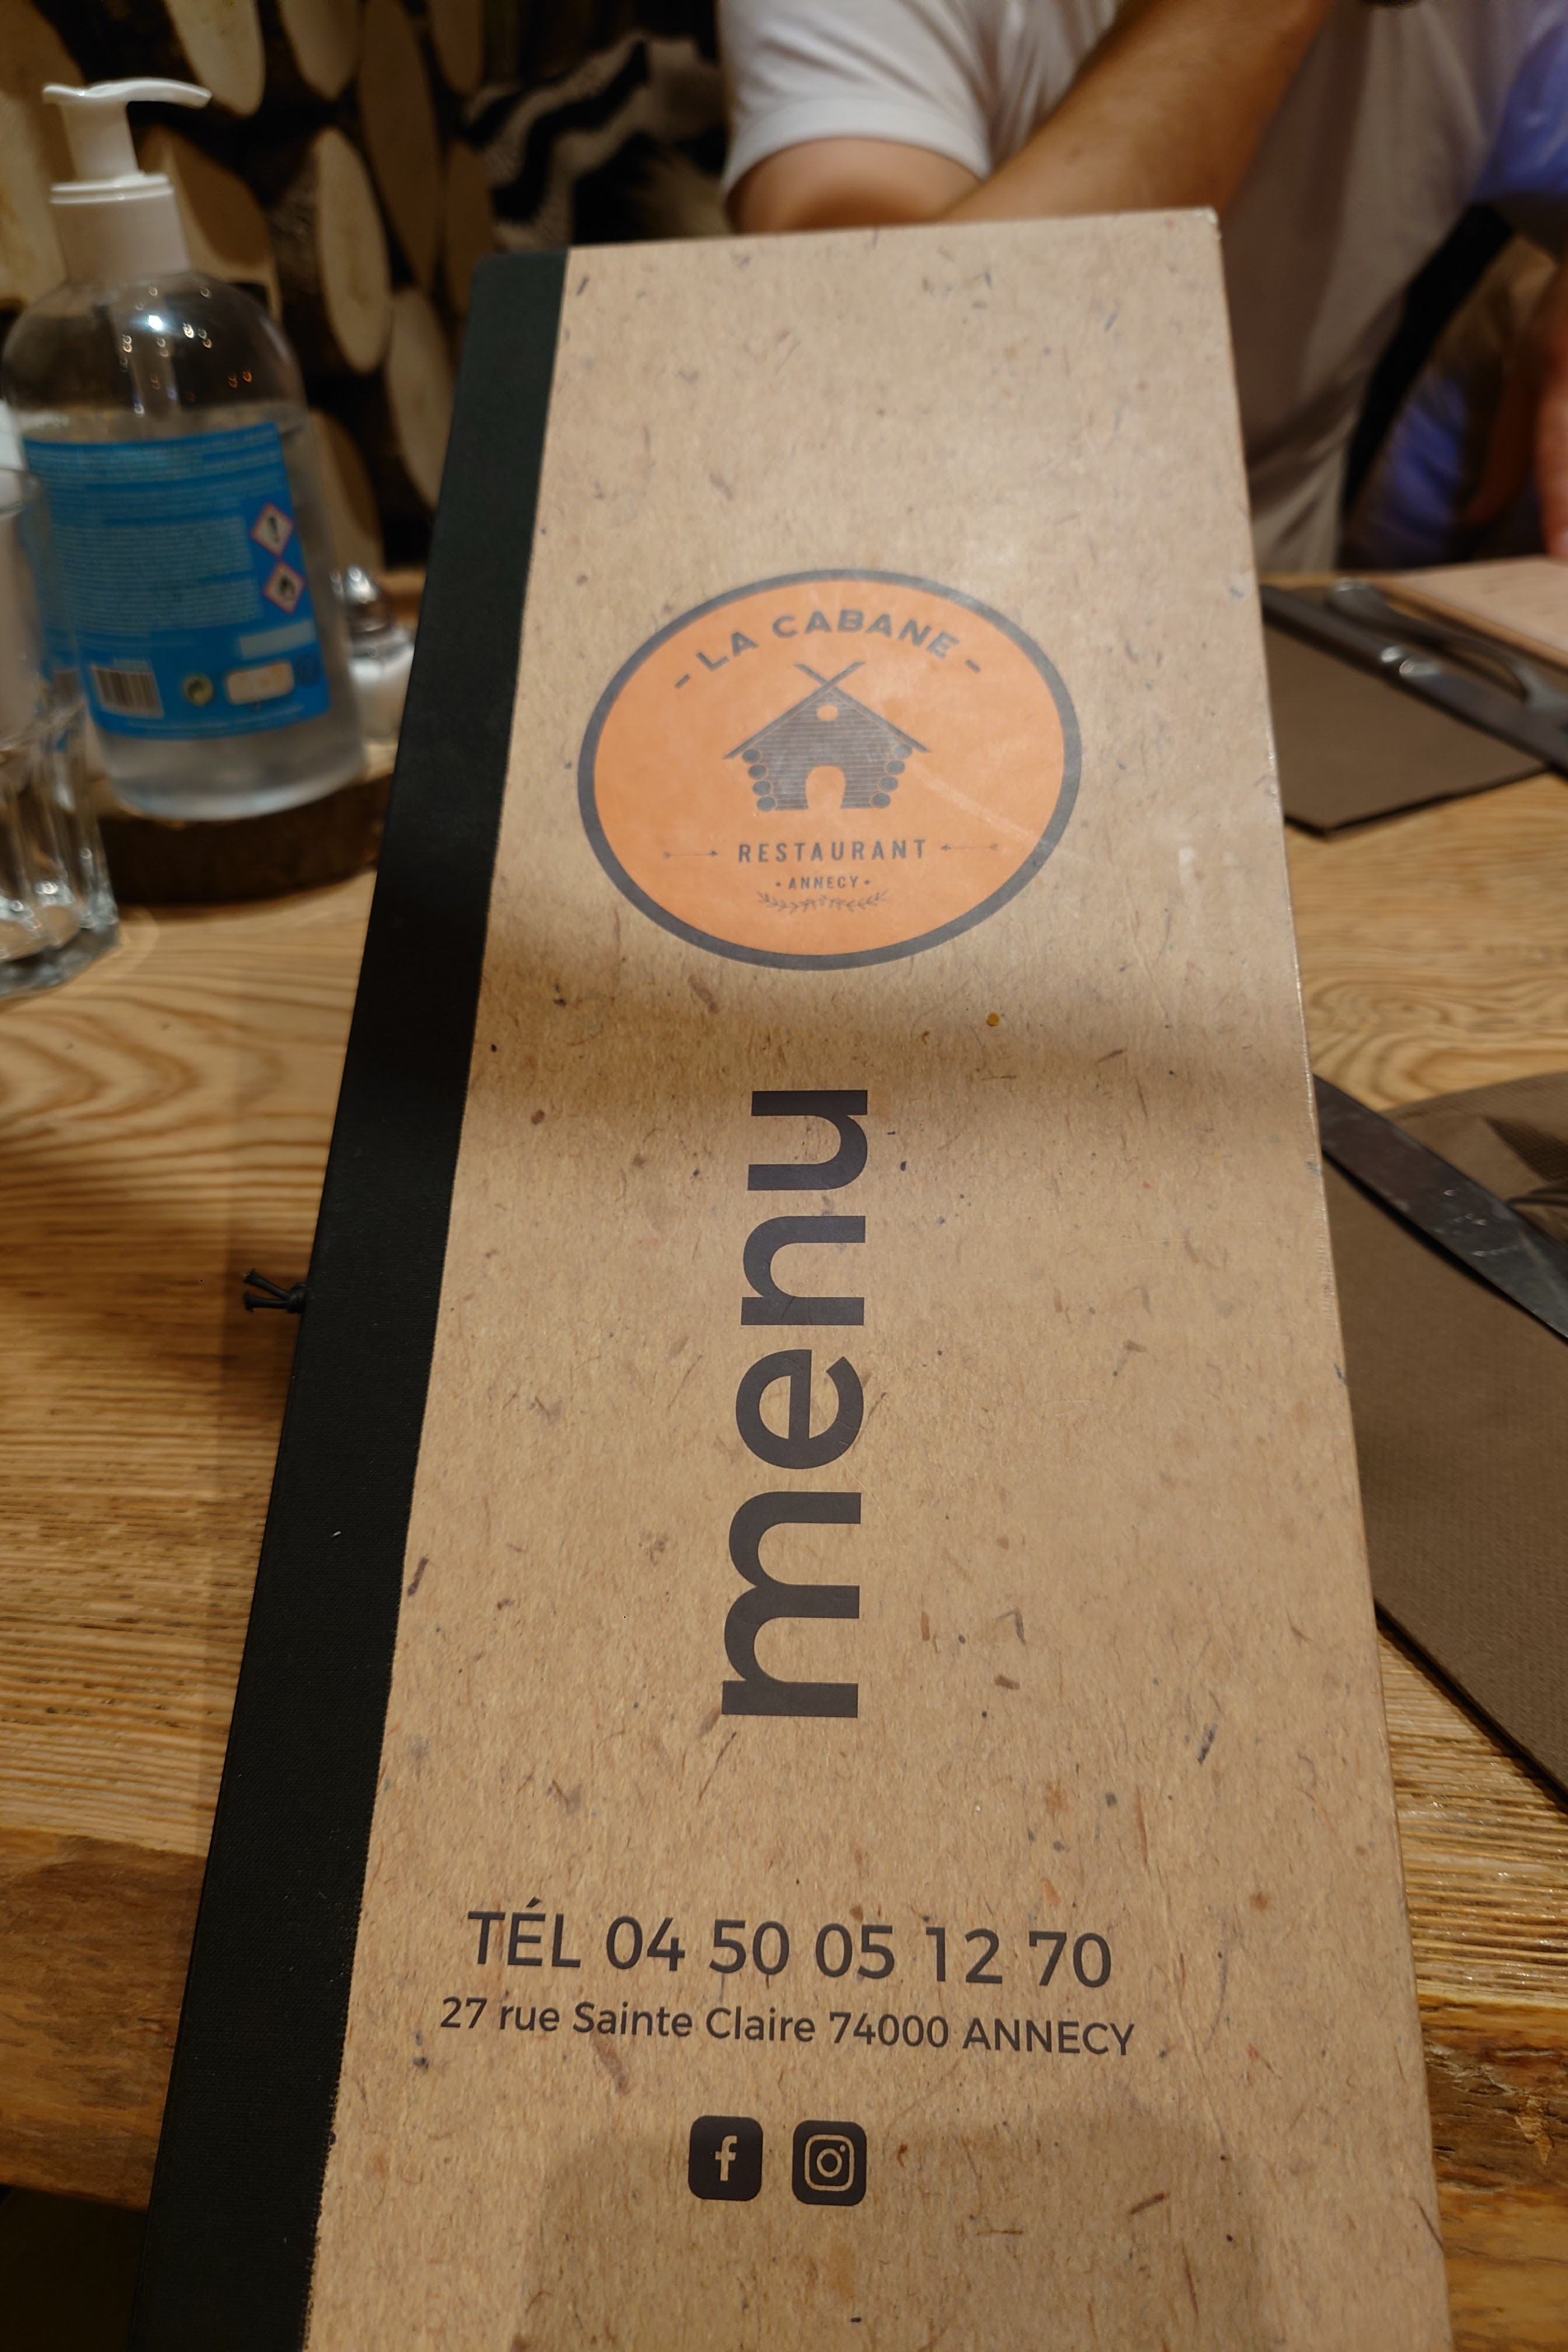 - LA CABANE -
RESTAURANT
• ANNECY •
menu
TÉL 04 50 05 12 70
27 rue Sainte Claire 74000 ANNECY